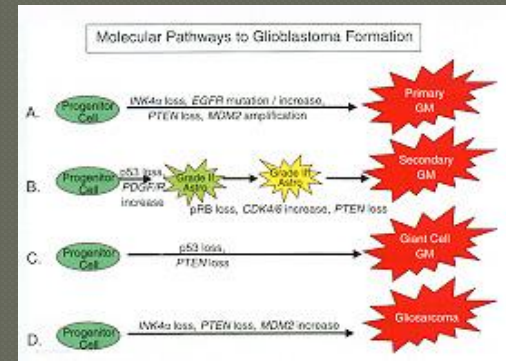 Molecular Pathways to Glioblastoma Formation
A.
Progenitor
Cell
INK4α loss, EGFR mutation / increase,
PTEN loss, MDM2 amplification
Primary
GM
B.
Progenitor
Cell
p53 loss,
PDGF/R
increase
Grade II
Astro
Grade III
Astro
pRB loss, CDK4/6 increase, PTEN loss
Secondary
GM
C.
Progenitor
Cell
p53 loss,
PTEN loss
Giant Cell
GM
D.
Progenitor
Cell
INK4α loss, PTEN loss, MDM2 increase
Gliosarcoma